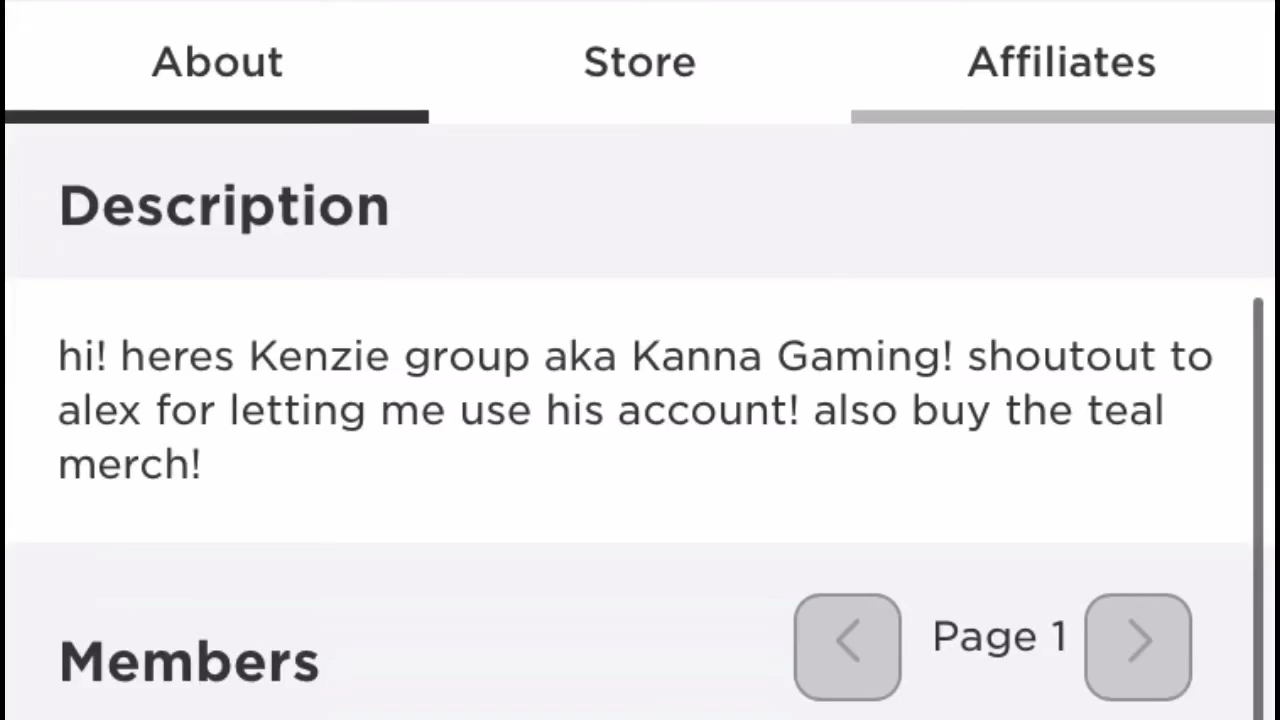 About Store Affiliates
Description
hi! heres Kenzie group aka Kanna Gaming! shoutout to
alex for letting me use his account! also buy the teal
merch!
Members
Page 1